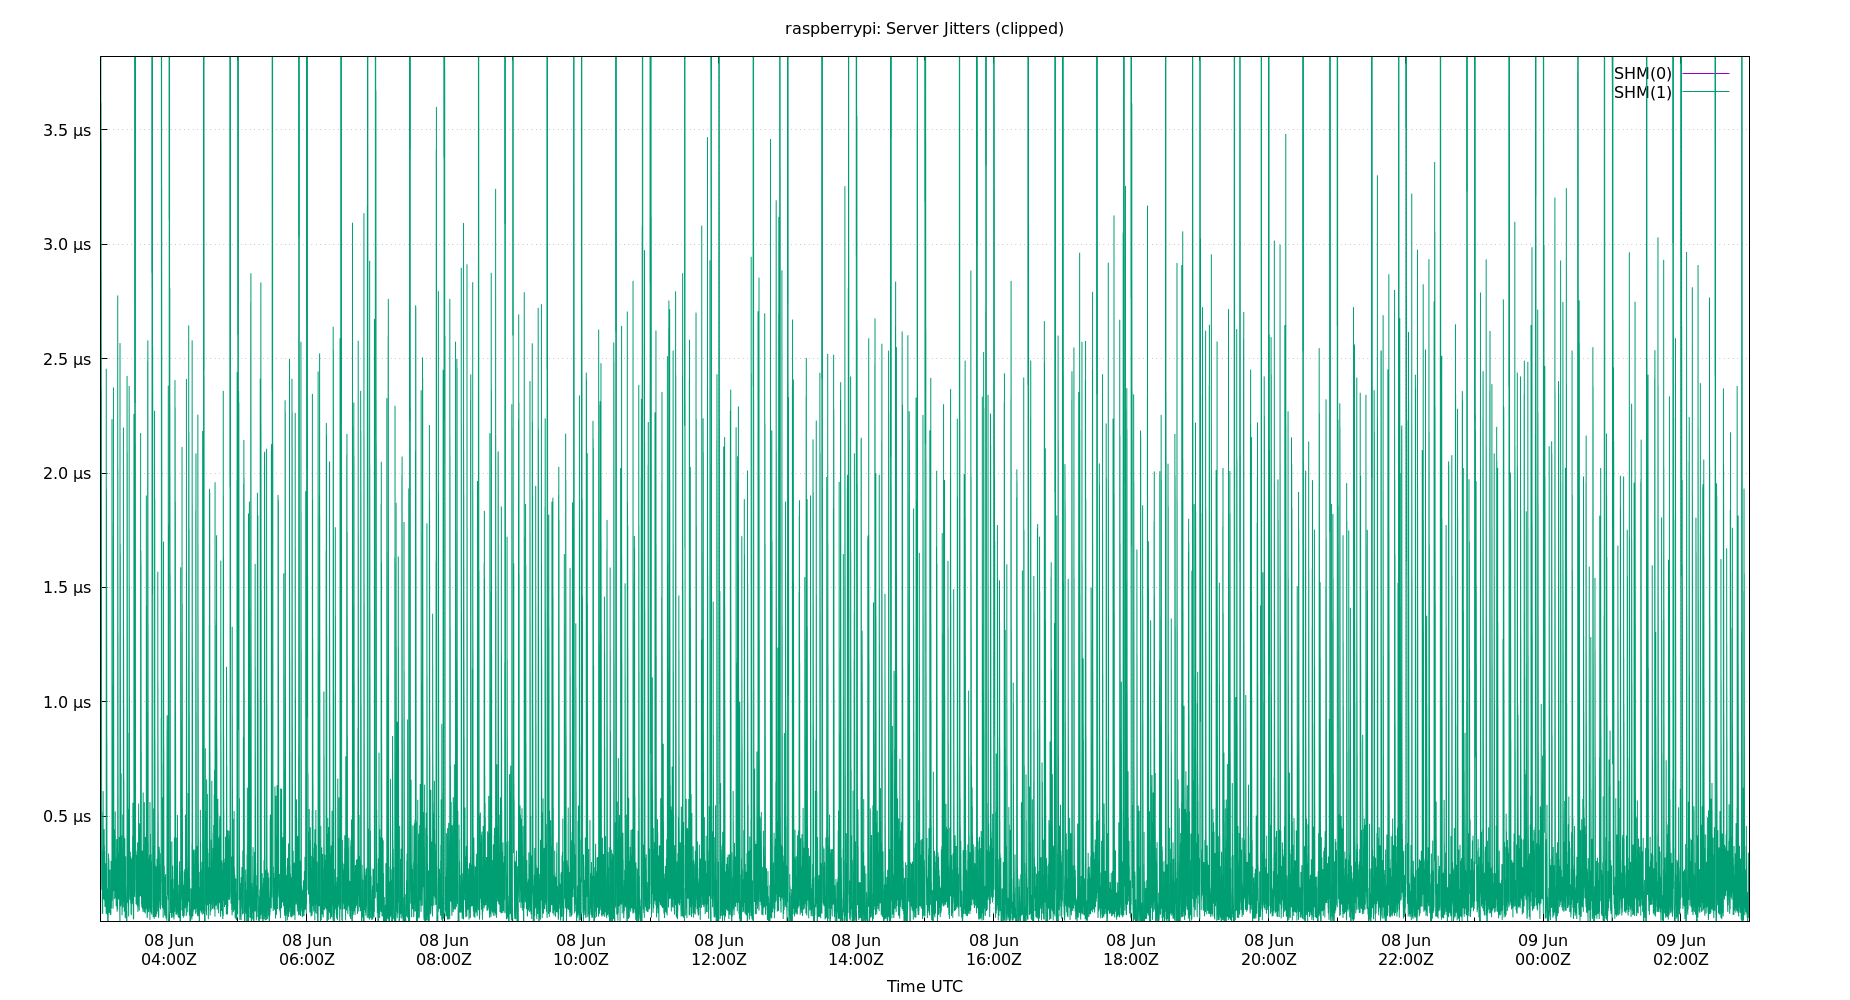 raspberrypi: Server Jitters (clipped)
SHM(0)
SHM(1)
3.5 µs
3.0 µs
2.5 µs
2.0 µs
1.5 µs
1.0 µs
0.5 µs
08 Jun 08 Jun 08 Jun 08 Jun 08 Jun 08 Jun 08 Jun 08 Jun 08 Jun 08 Jun 09 Jun 09 Jun
04:00Z 06:00Z 08:00Z 10:00Z 12:00Z 14:00Z 16:00Z 18:00Z 20:00Z 22:00Z 00:00Z 02:00Z
Time UTC